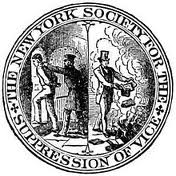 THE NEW YORK SOCIETY FOR THE
SUPPRESSION OF VICE